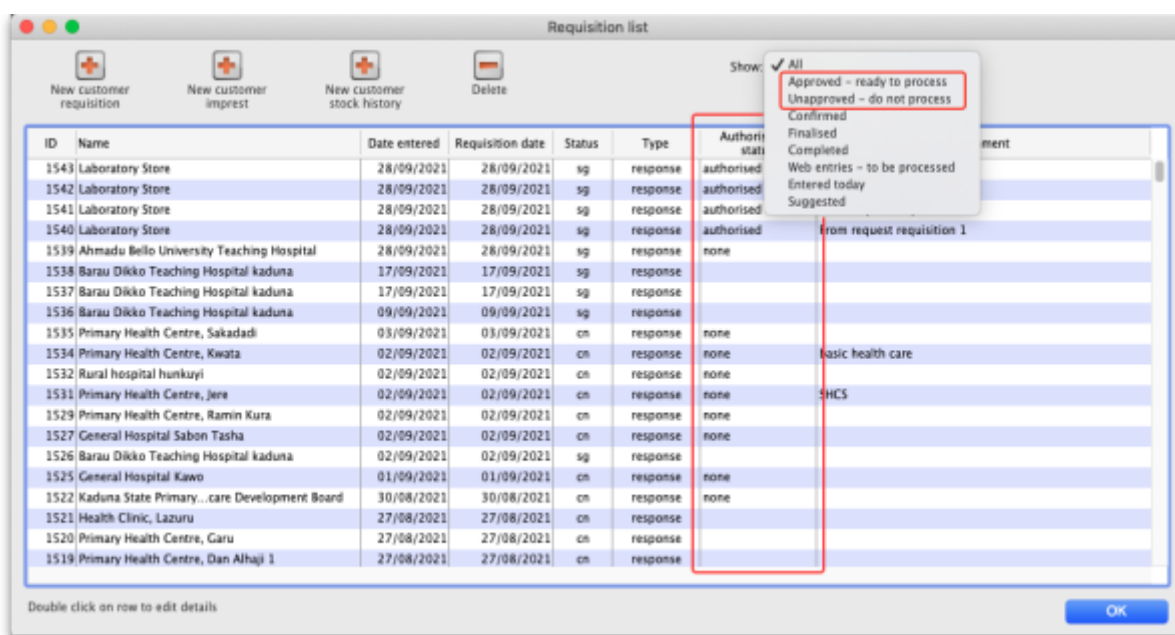 Requisition list
New customer requisition
New customer imprest
New customer stock history
Delete
Show:
✓ All
Approved – ready to process
Unapproved – do not process
Confirmed
Finalised
Completed
Web entries – to be processed
Entered today
Suggested
ID Name Date entered Requisition date Status Type
1543 Laboratory Store 28/09/2021 28/09/2021 sg response authorised
1542 Laboratory Store 28/09/2021 28/09/2021 sg response authorised
1541 Laboratory Store 28/09/2021 28/09/2021 sg response authorised
1540 Laboratory Store 28/09/2021 28/09/2021 sg response authorised From request requisition 1
1539 Ahmadu Bello University Teaching Hospital 28/09/2021 28/09/2021 sg response none
1538 Barau Dikko Teaching Hospital kaduna 17/09/2021 17/09/2021 sg response
1537 Barau Dikko Teaching Hospital kaduna 17/09/2021 17/09/2021 sg response
1536 Barau Dikko Teaching Hospital kaduna 09/09/2021 09/09/2021 sg response
1535 Primary Health Centre, Sakadadi 03/09/2021 03/09/2021 cn response none
1534 Primary Health Centre, Kwata 02/09/2021 02/09/2021 cn response none basic health care
1532 Rural hospital hunkuyi 02/09/2021 02/09/2021 cn response none
1531 Primary Health Centre, Jere 02/09/2021 02/09/2021 cn response none SHCS
1529 Primary Health Centre, Ramin Kura 02/09/2021 02/09/2021 cn response none
1527 General Hospital Sabon Tasha 02/09/2021 02/09/2021 cn response none
1526 Barau Dikko Teaching Hospital kaduna 02/09/2021 02/09/2021 sg response
1525 General Hospital Kawo 01/09/2021 01/09/2021 cn response none
1522 Kaduna State Primary...care Development Board 30/08/2021 30/08/2021 cn response none
1521 Health Clinic, Lazuru 27/08/2021 27/08/2021 cn response
1520 Primary Health Centre, Garu 27/08/2021 27/08/2021 cn response
1519 Primary Health Centre, Dan Alhaji 1 27/08/2021 27/08/2021 cn response
Double click on row to edit details
OK